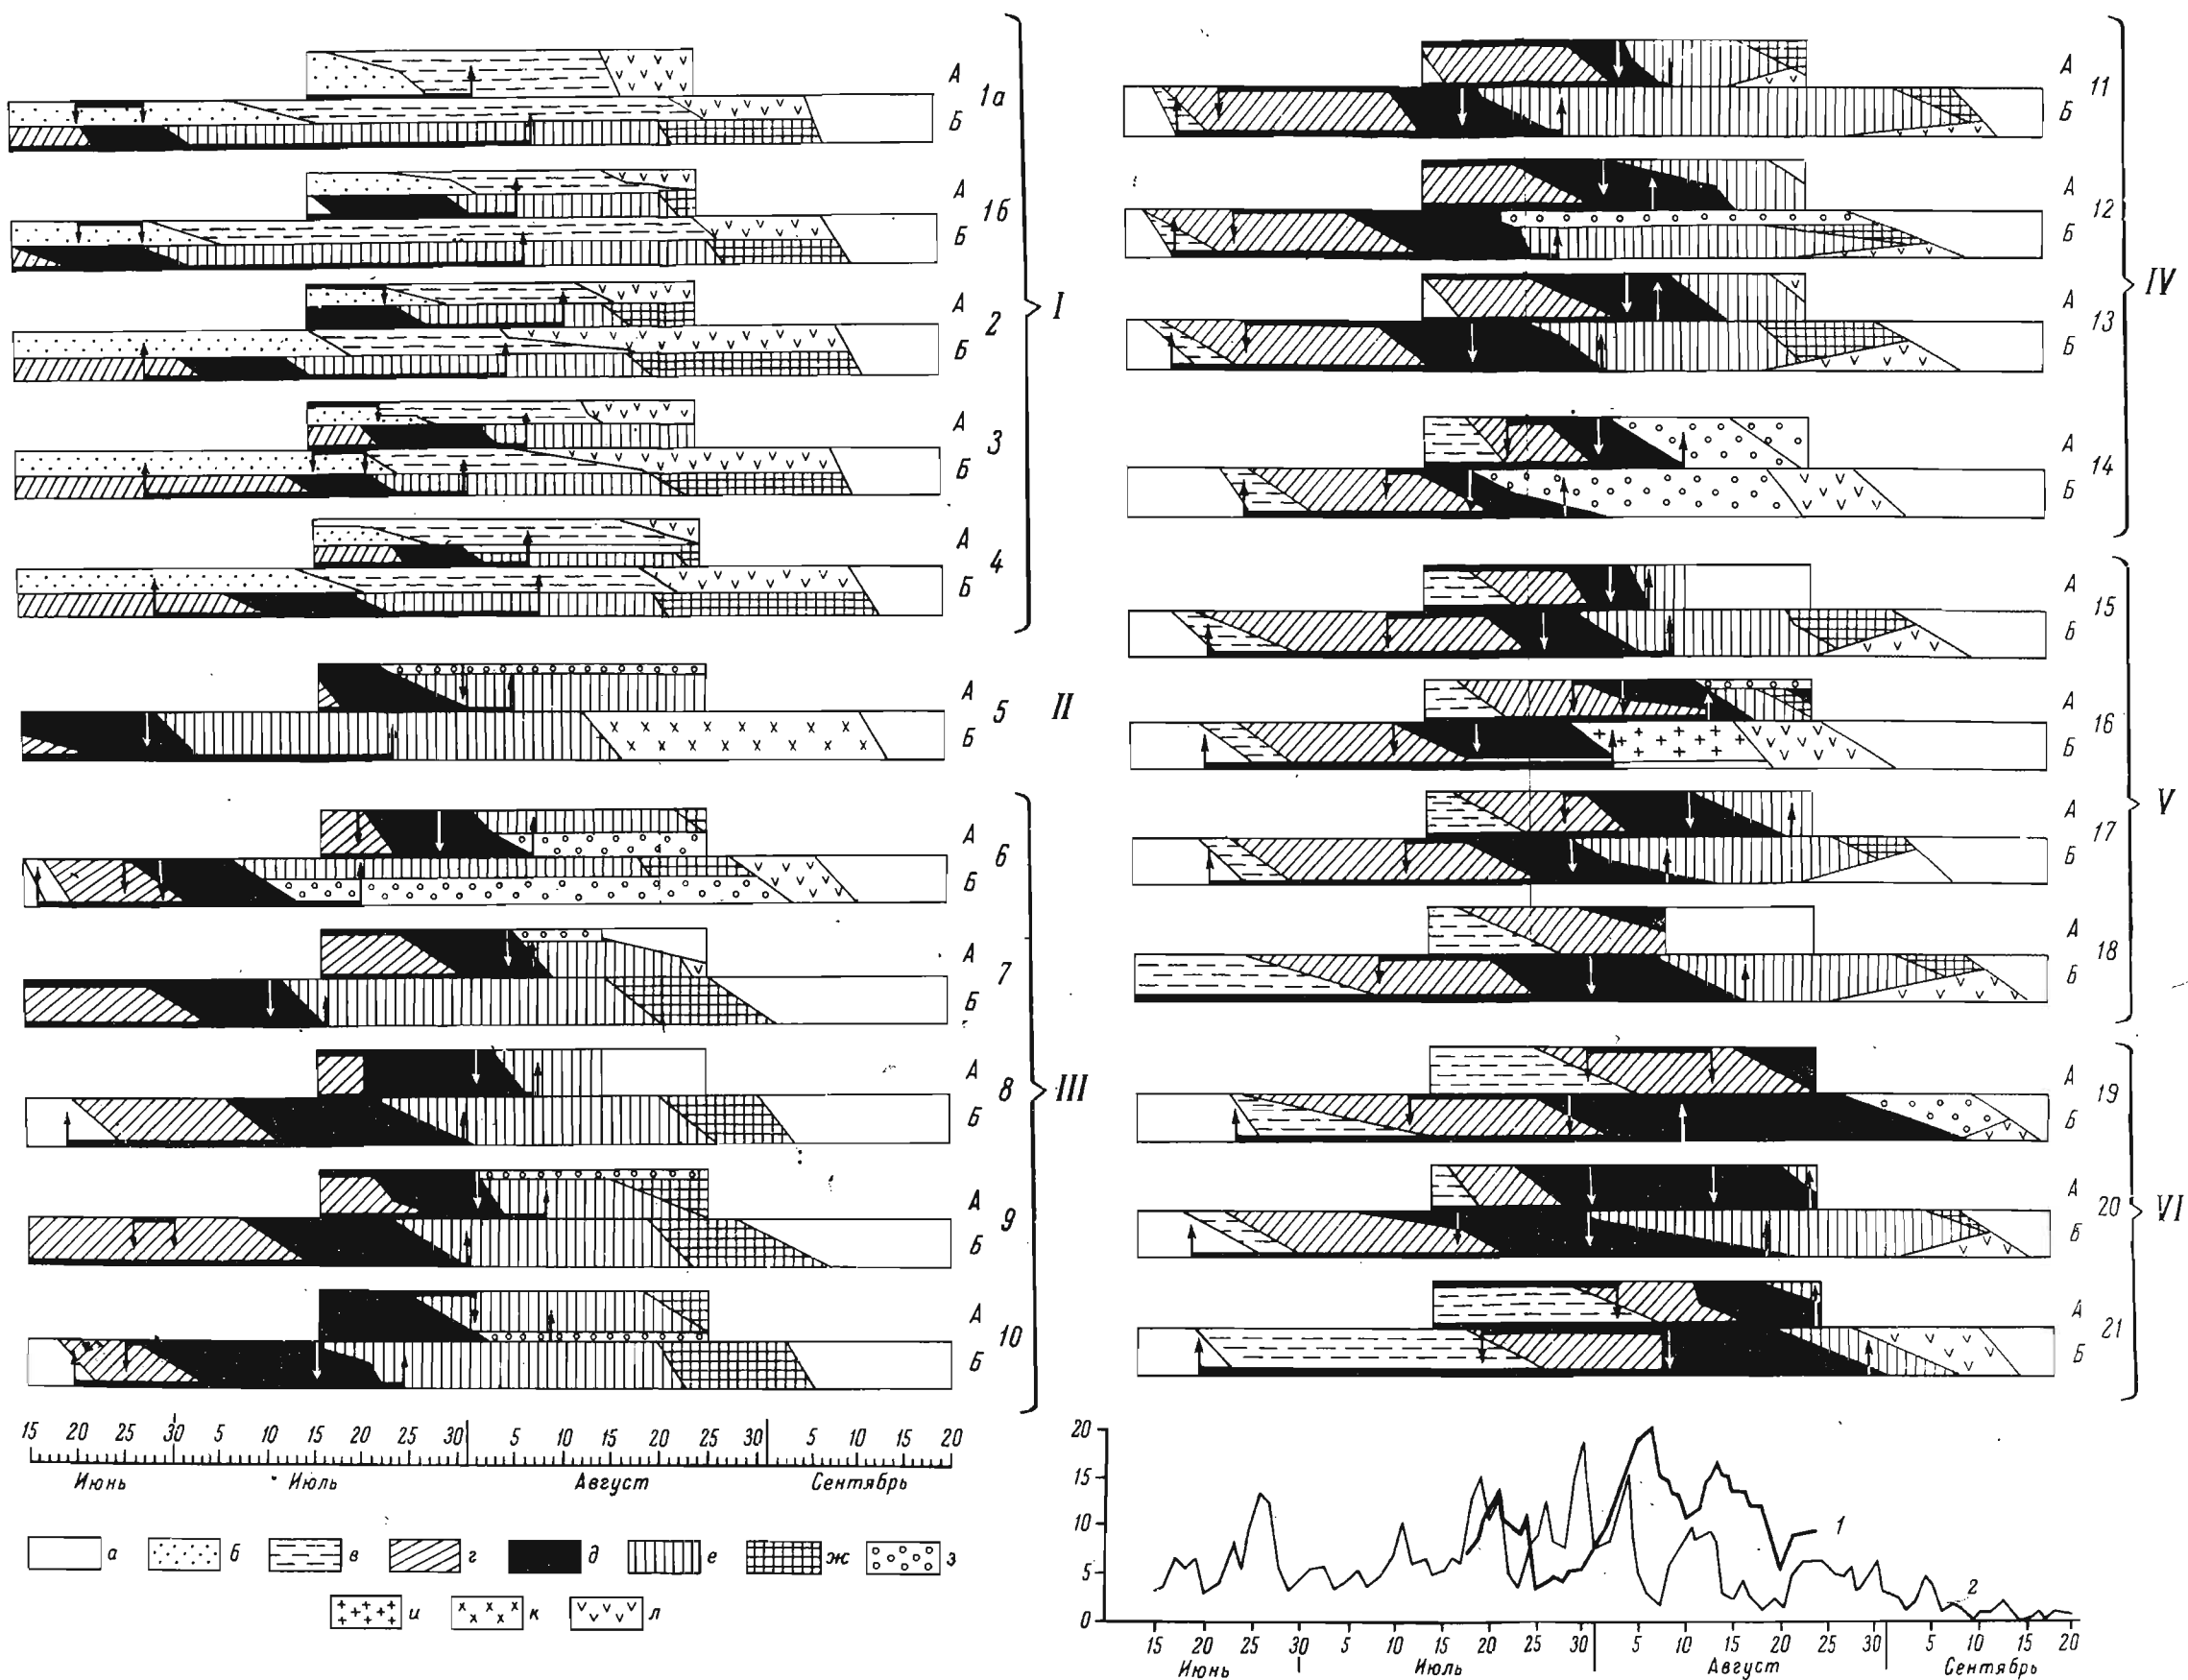 А
1а
Б
А
1б
Б
А
2
Б
I
А
3
Б
А
4
Б
А
5
Б
II
А
6
Б
А
7
Б
А
8
Б
III
А
9
Б
А
10
Б
15 20 25 30 5 10 15 20 25 30 5 10 15 20 25 30 5 10 15 20
Июнь Июль Август Сентябрь
а б в г д е ж з
и к л
А
11
Б
А
12
Б
IV
А
13
Б
А
14
Б
А
15
Б
А
16
Б
V
А
17
Б
А
18
Б
А
19
Б
А
20
Б
VI
А
21
Б
20
15
10
5
0
1
2
15 20 25 30 5 10 15 20 25 30 5 10 15 20 25 30 5 10 15 20
Июнь Июль Август Сентябрь